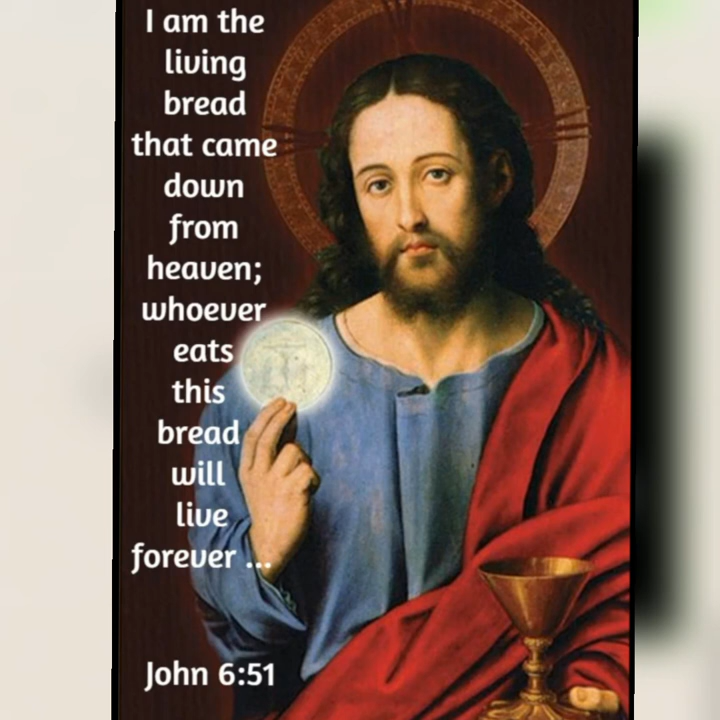 I am the
living
bread
that came
down
from
heaven;
whoever
eats
this
bread
will
live
forever ...
John 6:51